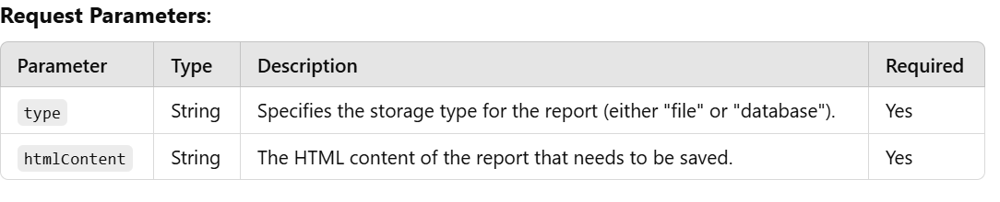 Request Parameters:
Parameter Type Description Required
type String Specifies the storage type for the report (either "file" or "database"). Yes
htmlContent String The HTML content of the report that needs to be saved. Yes